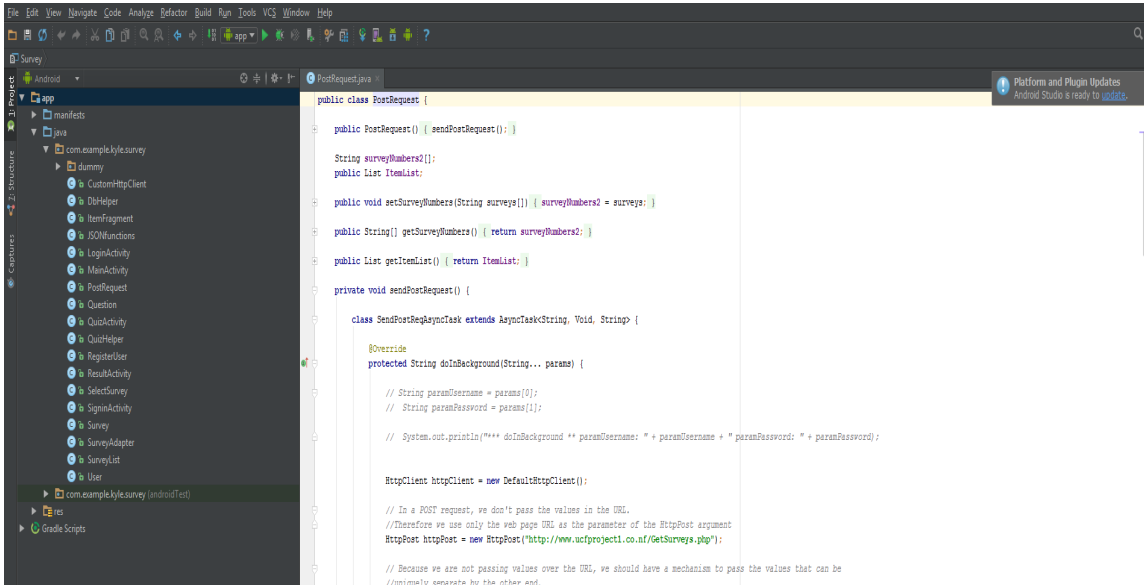 File Edit View Navigate Code Analyze Refactor Build Run Tools VCS Window Help
app
Survey
Android
PostRequest.java
Platform and Plugin Updates
Android Studio is ready to update.
1: Project
Z: Structure
Captures
app
manifests
java
com.example.kyle.survey
dummy
CustomHttpClient
DbHelper
ItemFragment
JSONfunctions
LoginActivity
MainActivity
PostRequest
Question
QuizActivity
QuizHelper
RegisterUser
ResultActivity
SelectSurvey
SigninActivity
Survey
SurveyAdapter
SurveyList
User
com.example.kyle.survey (androidTest)
res
Gradle Scripts
public class PostRequest {
public PostRequest() { sendPostRequest(); }
String surveyNumbers2[];
public List ItemList;
public void setSurveyNumbers(String surveys[]) { surveyNumbers2 = surveys; }
public String[] getSurveyNumbers() { return surveyNumbers2; }
public List getItemList() { return ItemList; }
private void sendPostRequest() {
class SendPostReqAsyncTask extends AsyncTask<String, Void, String> {
@Override
protected String doInBackground(String... params) {
// String paramUsername = params[0];
// String paramPassword = params[1];
// System.out.println("*** doInBackground ** paramUsername: " + paramUsername + " paramPassword: " + paramPassword);
HttpClient httpClient = new DefaultHttpClient();
// In a POST request, we don't pass the values in the URL.
//Therefore we use only the web page URL as the parameter of the HttpPost argument
HttpPost httpPost = new HttpPost("http://www.ucfproject1.co.nf/GetSurveys.php");
// Because we are not passing values over the URL, we should have a mechanism to pass the values that can be
//uniquely separate by the other end.